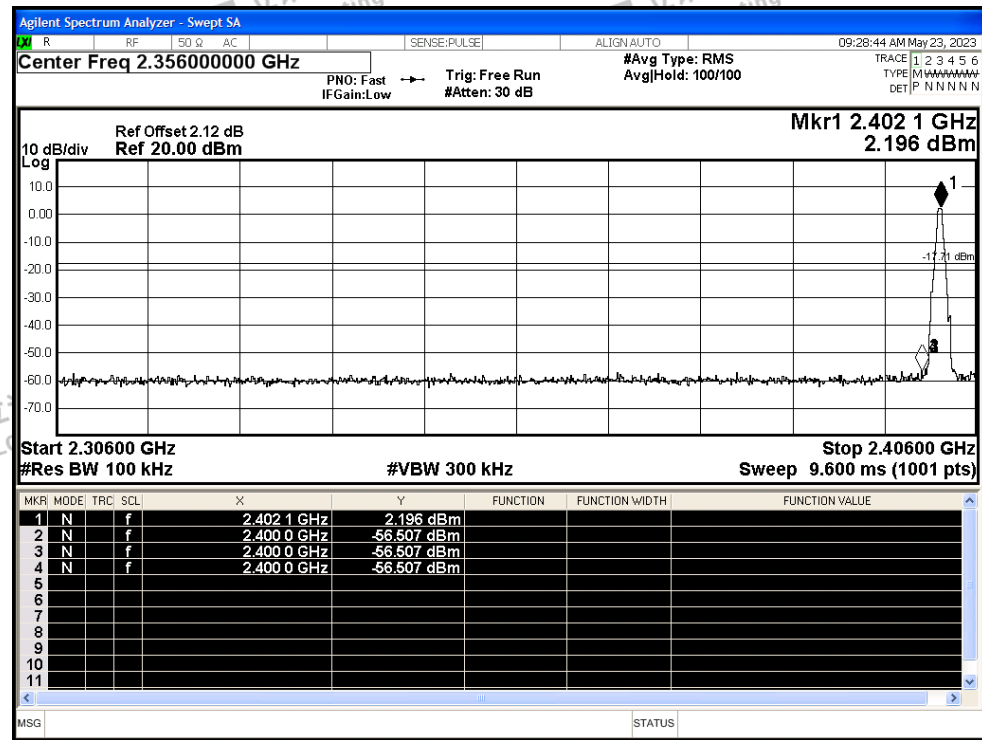 Agilent Spectrum Analyzer - Swept SA
LXI R RF 50 Ω AC SENSE:PULSE ALIGN AUTO 09:28:44 AM May 23, 2023
Center Freq 2.356000000 GHz #Avg Type: RMS TRACE 1 2 3 4 5 6
PNO: Fast Trig: Free Run Avg|Hold: 100/100 TYPE M
IFGain:Low #Atten: 30 dB DET P N N N N N
Mkr1 2.402 1 GHz
Ref Offset 2.12 dB
10 dB/div Ref 20.00 dBm 2.196 dBm
Log
1
10.0
0.00
-10.0
-17.71 dBm
-20.0
-30.0
-40.0
-50.0
-60.0
-70.0
Start 2.30600 GHz Stop 2.40600 GHz
#Res BW 100 kHz #VBW 300 kHz Sweep 9.600 ms (1001 pts)
MKR MODE TRC SCL X Y FUNCTION FUNCTION WIDTH FUNCTION VALUE
1 N f 2.402 1 GHz 2.196 dBm
2 N f 2.400 0 GHz -56.507 dBm
3 N f 2.400 0 GHz -56.507 dBm
4 N f 2.400 0 GHz -56.507 dBm
5
6
7
8
9
10
11
MSG STATUS